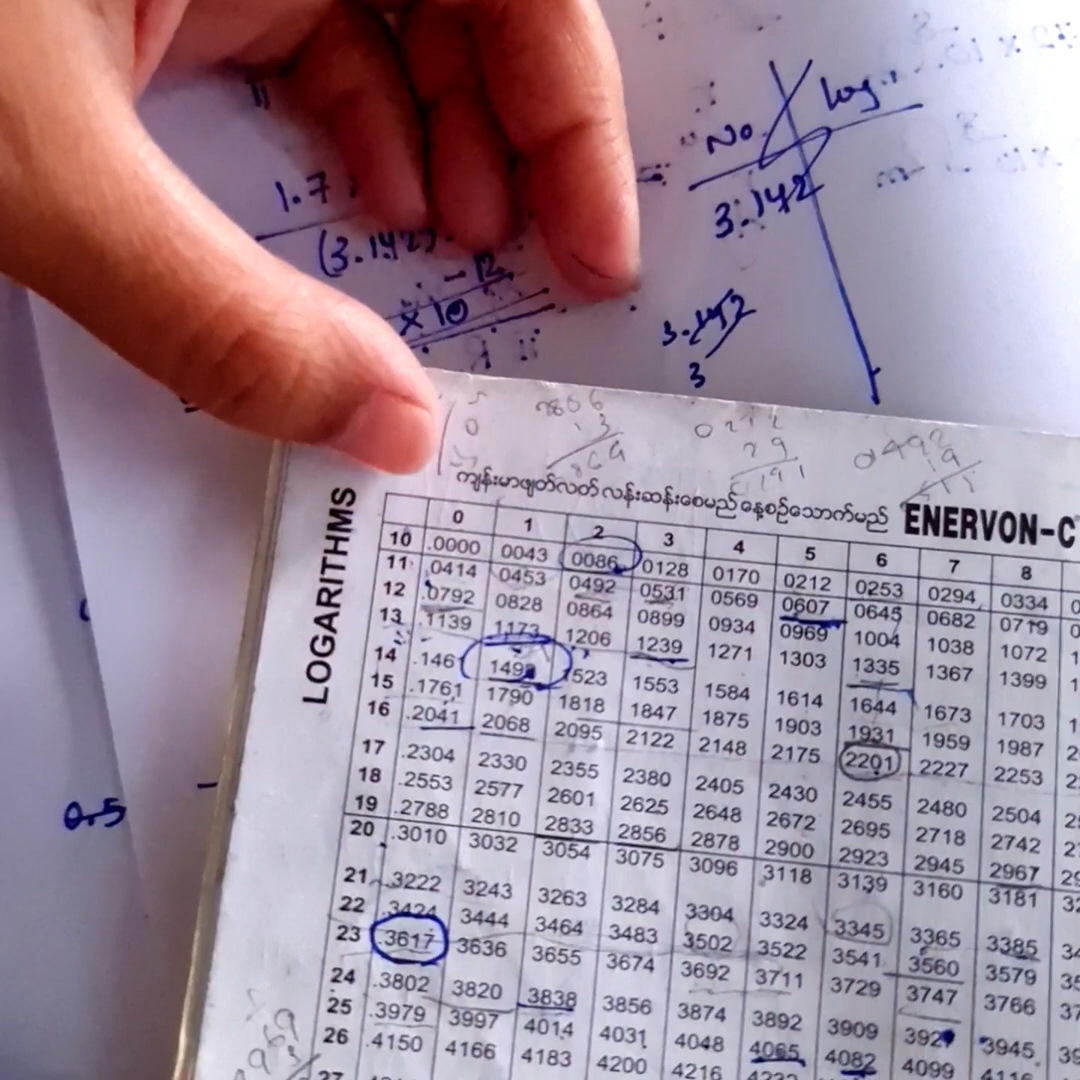 No. log
1.7
(3.142)
3.142
× 10 -12
3.142
3
0.5
0492
ကျန်းမာဖျတ်လတ် လန်းဆန်းစေမည် နေ့စဉ်သောက်မည် ENERVON-C
LOGARITHMS
0 1 2 3 4 5 6 7 8
10 .0000 0043 0086 0128 0170 0212 0253 0294 0334
11 .0414 0453 0492 0531 0569 0607 0645 0682 0719
12 .0792 0828 0864 0899 0934 0969 1004 1038 1072
13 .1139 1173 1206 1239 1271 1303 1335 1367 1399
14 .146 149 523 1553 1584 1614 1644 1673 1703
15 .1761 1790 1818 1847 1875 1903 1931 1959 1987
16 .2041 2068 2095 2122 2148 2175 2201 2227 2253
17 .2304 2330 2355 2380 2405 2430 2455 2480 2504
18 .2553 2577 2601 2625 2648 2672 2695 2718 2742
19 .2788 2810 2833 2856 2878 2900 2923 2945 2967
20 .3010 3032 3054 3075 3096 3118 3139 3160 3181
21 .3222 3243 3263 3284 3304 3324 3345 3365 3385
22 .3424 3444 3464 3483 3502 3522 3541 3560 3579
23 .3617 3636 3655 3674 3692 3711 3729 3747 3766
24 .3802 3820 3838 3856 3874 3892 3909 392 3945
25 .3979 3997 4014 4031 4048 4065 4082 4099 4116
26 .4150 4166 4183 4200 4216 4232
27